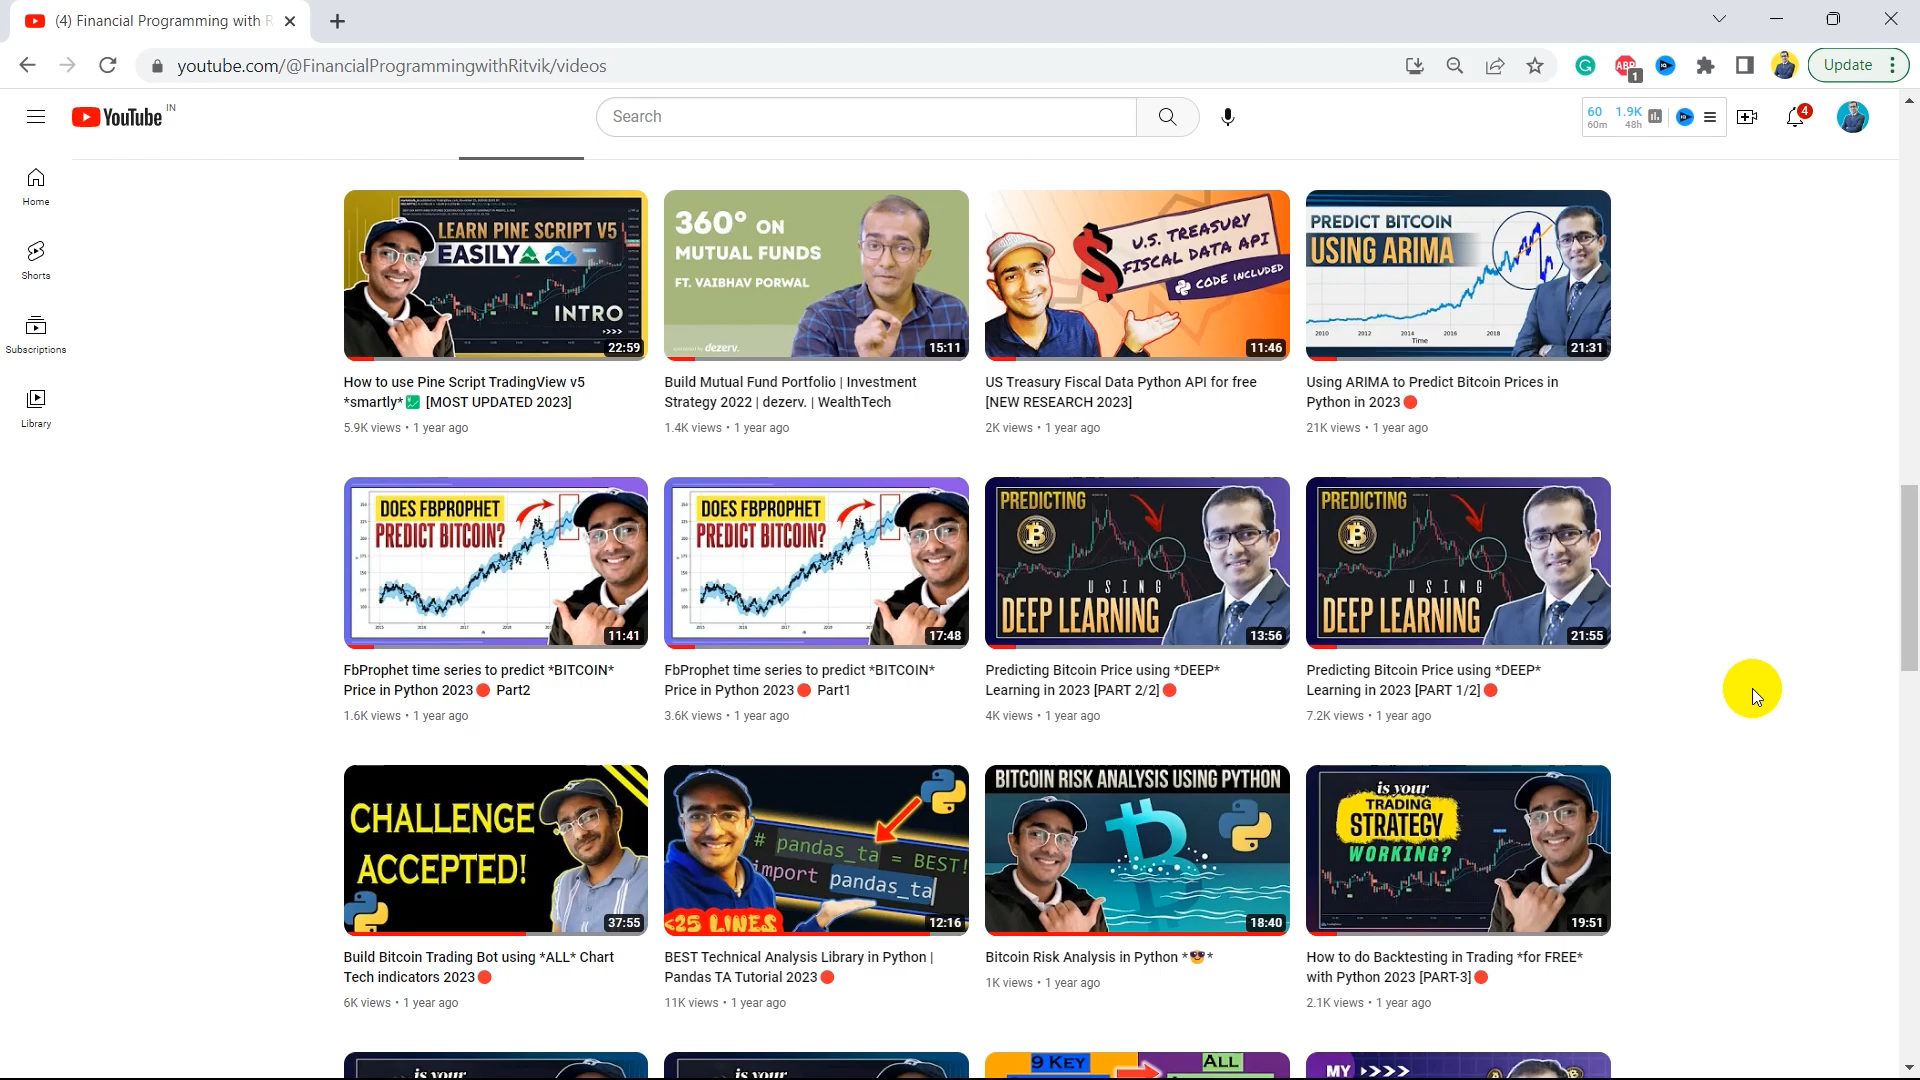 (4) Financial Programming with R
youtube.com/@FinancialProgrammingwithRitvik/videos
ABP
1
Update
YouTube
IN
Search
60
60m
1.9K
48h
4
Home
Shorts
Subscriptions
Library
LEARN PINE SCRIPT V5
EASILY
INTRO
>>>>
22:59
How to use Pine Script TradingView v5
*smartly* [MOST UPDATED 2023]
5.9K views • 1 year ago
360° ON
MUTUAL FUNDS
FT. VAIBHAV PORWAL
dezerv.
15:11
Build Mutual Fund Portfolio | Investment
Strategy 2022 | dezerv. | WealthTech
1.4K views • 1 year ago
$
U.S. TREASURY
FISCAL DATA API
CODE INCLUDED
11:46
US Treasury Fiscal Data Python API for free
[NEW RESEARCH 2023]
2K views • 1 year ago
PREDICT BITCOIN
USING ARIMA
2010 2012 2014 2016 2018
Time
21:31
Using ARIMA to Predict Bitcoin Prices in
Python in 2023
21K views • 1 year ago
DOES FBPROPHET
PREDICT BITCOIN?
11:41
FbProphet time series to predict *BITCOIN*
Price in Python 2023 Part2
1.6K views • 1 year ago
DOES FBPROPHET
PREDICT BITCOIN?
17:48
FbProphet time series to predict *BITCOIN*
Price in Python 2023 Part1
3.6K views • 1 year ago
PREDICTING
USING
DEEP LEARNING
13:56
Predicting Bitcoin Price using *DEEP*
Learning in 2023 [PART 2/2]
4K views • 1 year ago
PREDICTING
USING
DEEP LEARNING
21:55
Predicting Bitcoin Price using *DEEP*
Learning in 2023 [PART 1/2]
7.2K views • 1 year ago
CHALLENGE
ACCEPTED!
37:55
Build Bitcoin Trading Bot using *ALL* Chart
Tech indicators 2023
6K views • 1 year ago
# pandas_ta = BEST!
import pandas_ta
<25 LINES
12:16
BEST Technical Analysis Library in Python |
Pandas TA Tutorial 2023
11K views • 1 year ago
BITCOIN RISK ANALYSIS USING PYTHON
18:40
Bitcoin Risk Analysis in Python * *
1K views • 1 year ago
is your
TRADING
STRATEGY
WORKING?
19:51
How to do Backtesting in Trading *for FREE*
with Python 2023 [PART-3]
2.1K views • 1 year ago
is your
is your
9 KEY
ALL
MY >>>>